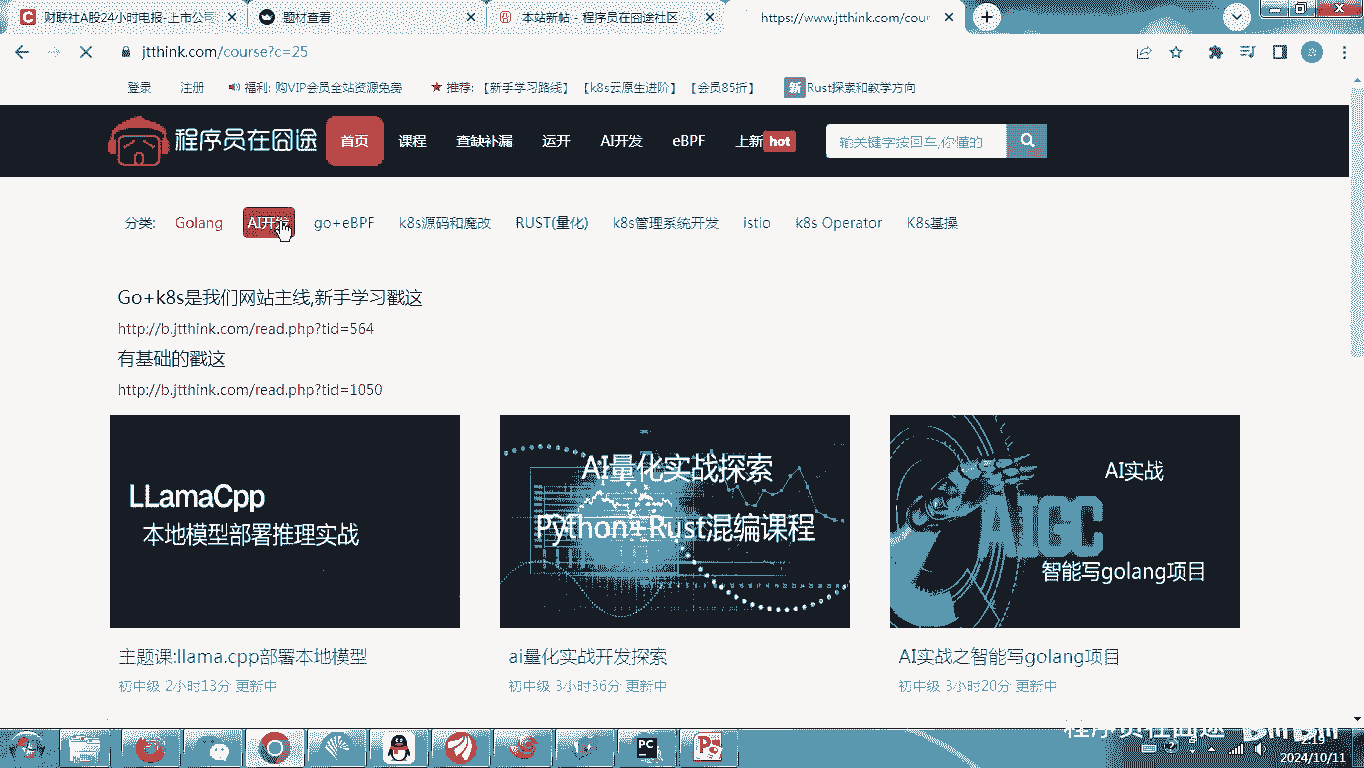 财联社A股24小时电报-上市公司
题材查看
本站新帖 - 程序员在囧途社区
https://www.jtthink.com/cour
jtthink.com/course?c=25
登录
注册
福利: 购VIP会员全站资源免费
★ 推荐: 【新手学习路线】 【k8s云原生进阶】 【会员85折】
新 Rust探索和教学方向
程序员在囧途
首页
课程
查缺补漏
运开
AI开发
eBPF
上新 hot
输关键字按回车,你懂的
分类: Golang AI开发 go+eBPF k8s源码和魔改 RUST(量化) k8s管理系统开发 istio k8s Operator K8s基操
Go+k8s是我们网站主线,新手学习戳这
http://b.jtthink.com/read.php?tid=564
有基础的戳这
http://b.jtthink.com/read.php?tid=1050
LLamaCpp
本地模型部署推理实战
AI量化实战探索
Python+Rust混编课程
AI实战
AIGC
智能写golang项目
主题课:llama.cpp部署本地模型
初中级 2小时13分 更新中
ai量化实战开发探索
初中级 3小时36分 更新中
AI实战之智能写golang项目
初中级 3小时20分 更新中
程序员在囧途
bilibili
2024/10/11